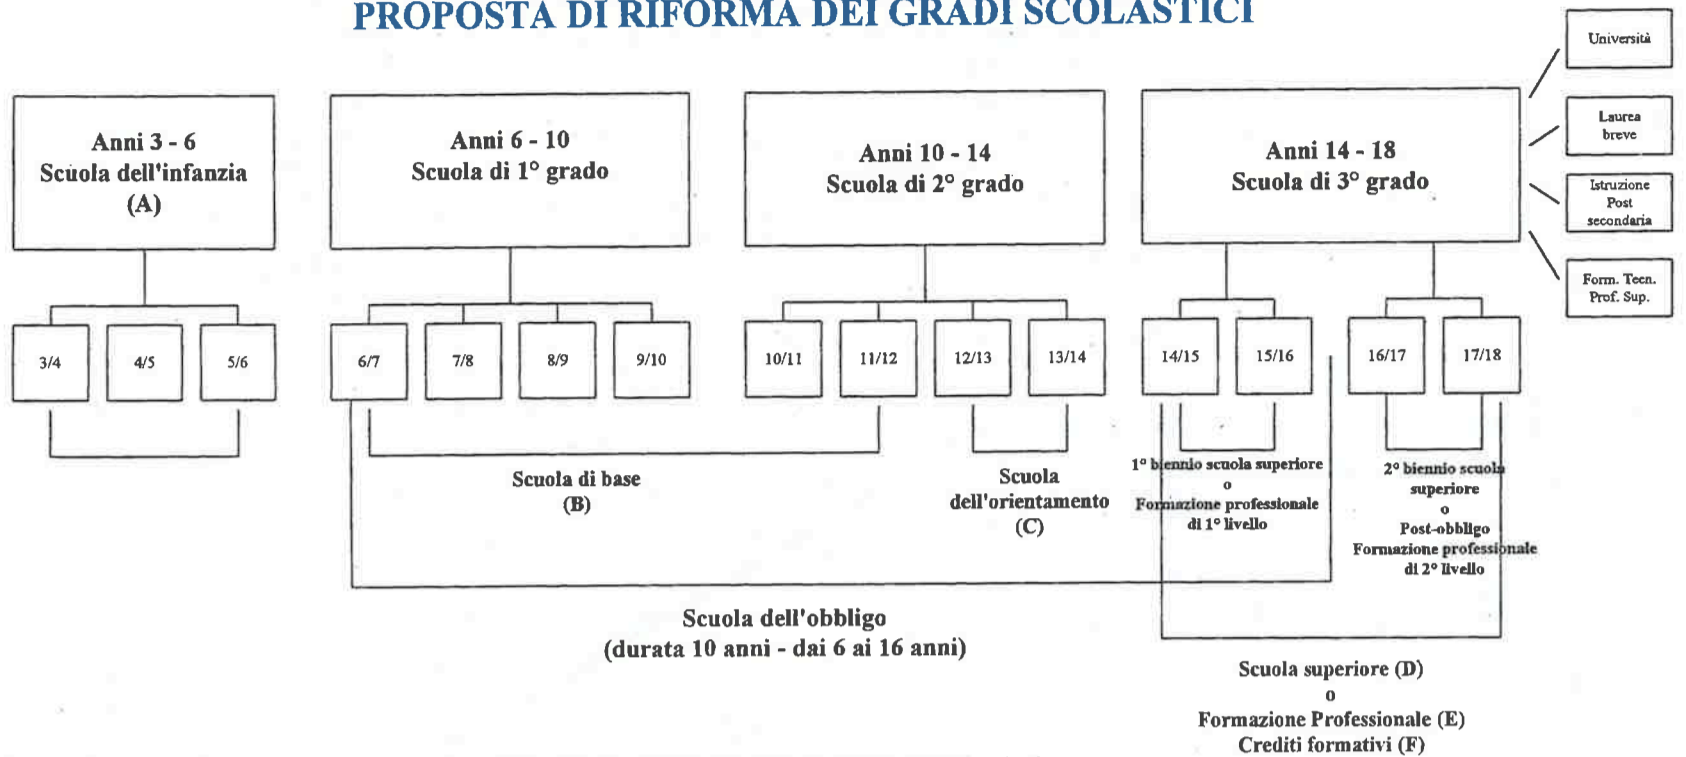 PROPOSTA DI RIFORMA DEI GRADI SCOLASTICI
Anni 3 - 6
Scuola dell'infanzia
(A)
Anni 6 - 10
Scuola di 1° grado
Anni 10 - 14
Scuola di 2° grado
Anni 14 - 18
Scuola di 3° grado
Università
Laurea
breve
Istruzione
Post
secondaria
Form. Tecn.
Prof. Sup.
3/4
4/5
5/6
6/7
7/8
8/9
9/10
10/11
11/12
12/13
13/14
14/15
15/16
16/17
17/18
Scuola di base
(B)
Scuola
dell'orientamento
(C)
1° biennio scuola superiore
o
Formazione professionale
di 1° livello
2° biennio scuola
superiore
o
Post-obbligo
Formazione professionale
di 2° livello
Scuola dell'obbligo
(durata 10 anni - dai 6 ai 16 anni)
Scuola superiore (D)
o
Formazione Professionale (E)
Crediti formativi (F)